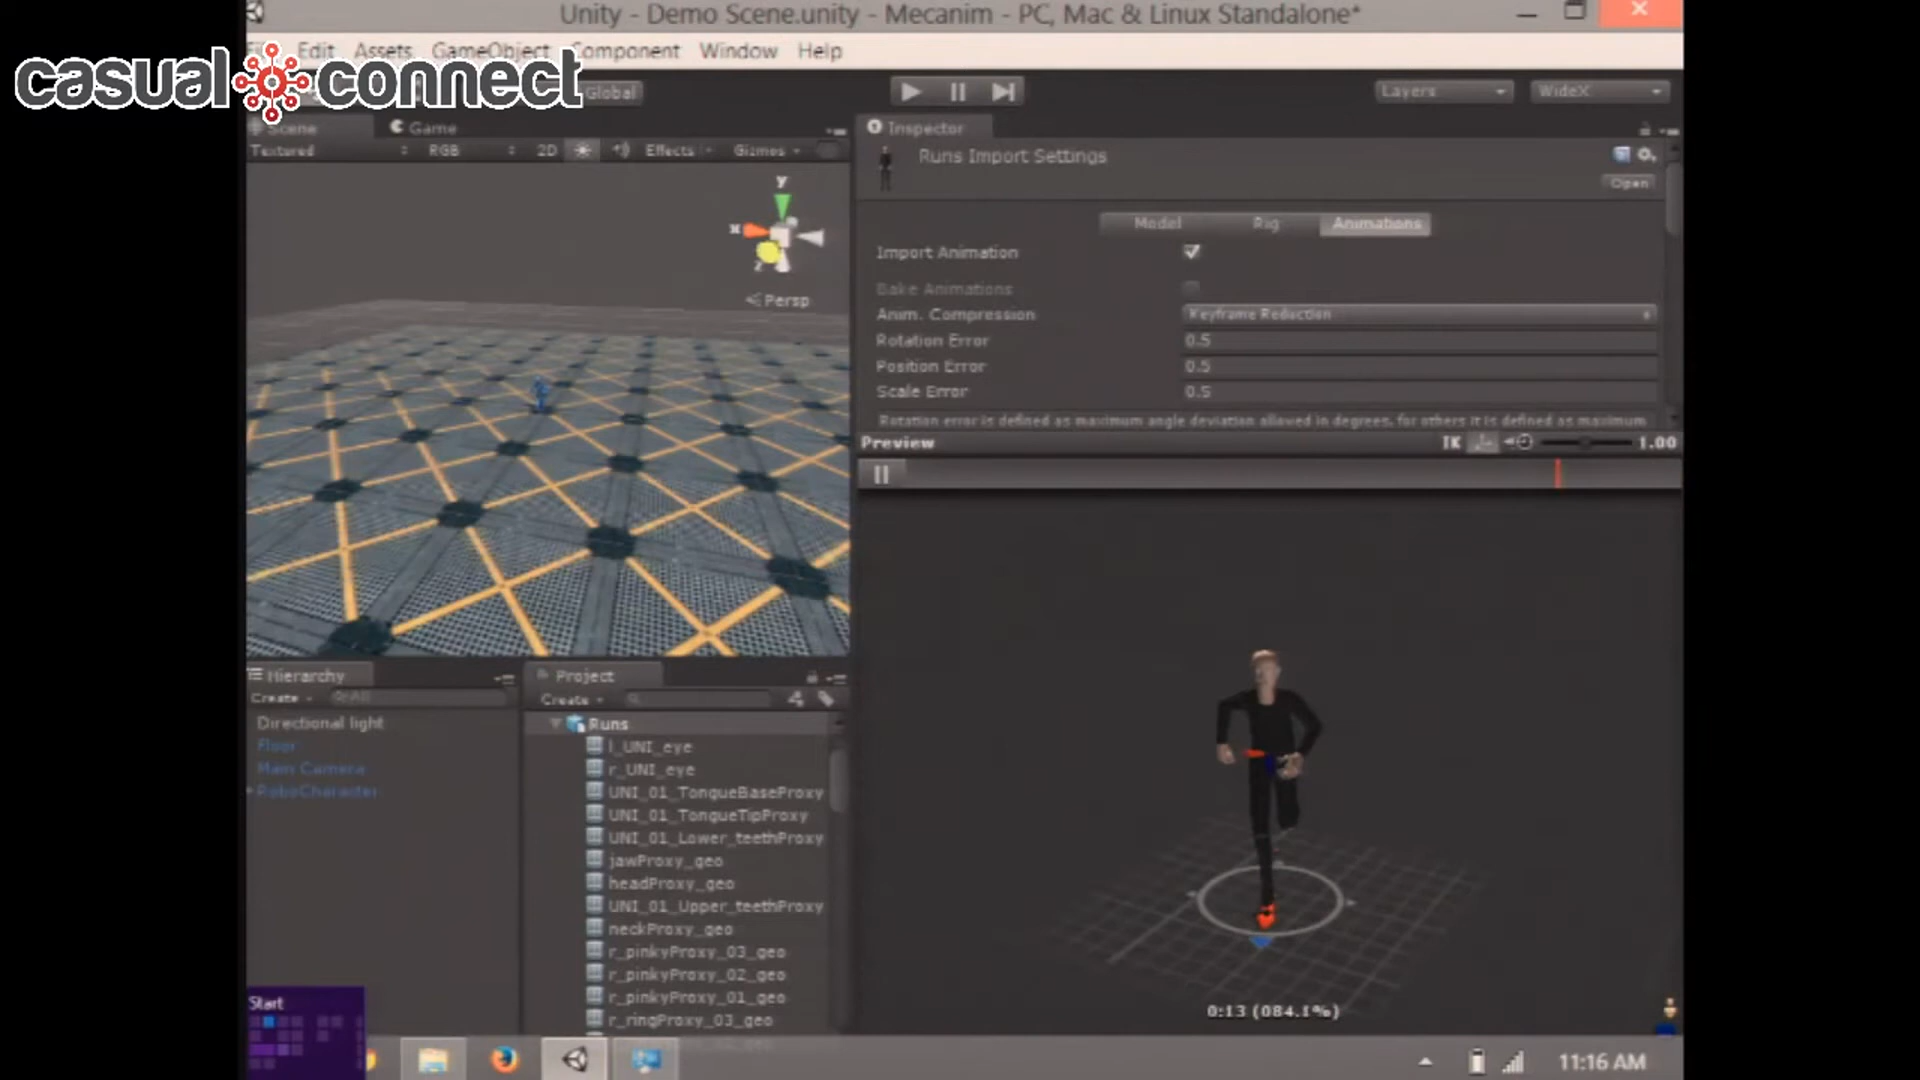 Unity - Demo Scene.unity - Mecanim - PC, Mac & Linux Standalone*
Edit Assets GameObject Component Window Help
casual connect
Global
Layers
WideX
Scene
Game
Textured
RGB
2D
Effects
Gizmos
y
x
z
Persp
Inspector
Runs Import Settings
Open
Model
Rig
Animations
Import Animation
Bake Animations
Anim. Compression
Keyframe Reduction
Rotation Error
0.5
Position Error
0.5
Scale Error
0.5
Rotation error is defined as maximum angle deviation allowed in degrees, for others it is defined as maximum
Preview
IK
1.00
0:13 (084.1%)
Hierarchy
Create
All
Directional light
Floor
Main Camera
RoboCharacter
Project
Create
Runs
l_UNI_eye
r_UNI_eye
UNI_01_TongueBaseProxy
UNI_01_TongueTipProxy
UNI_01_Lower_teethProxy
jawProxy_geo
headProxy_geo
UNI_01_Upper_teethProxy
neckProxy_geo
r_pinkyProxy_03_geo
r_pinkyProxy_02_geo
r_pinkyProxy_01_geo
r_ringProxy_03_geo
Start
11:16 AM